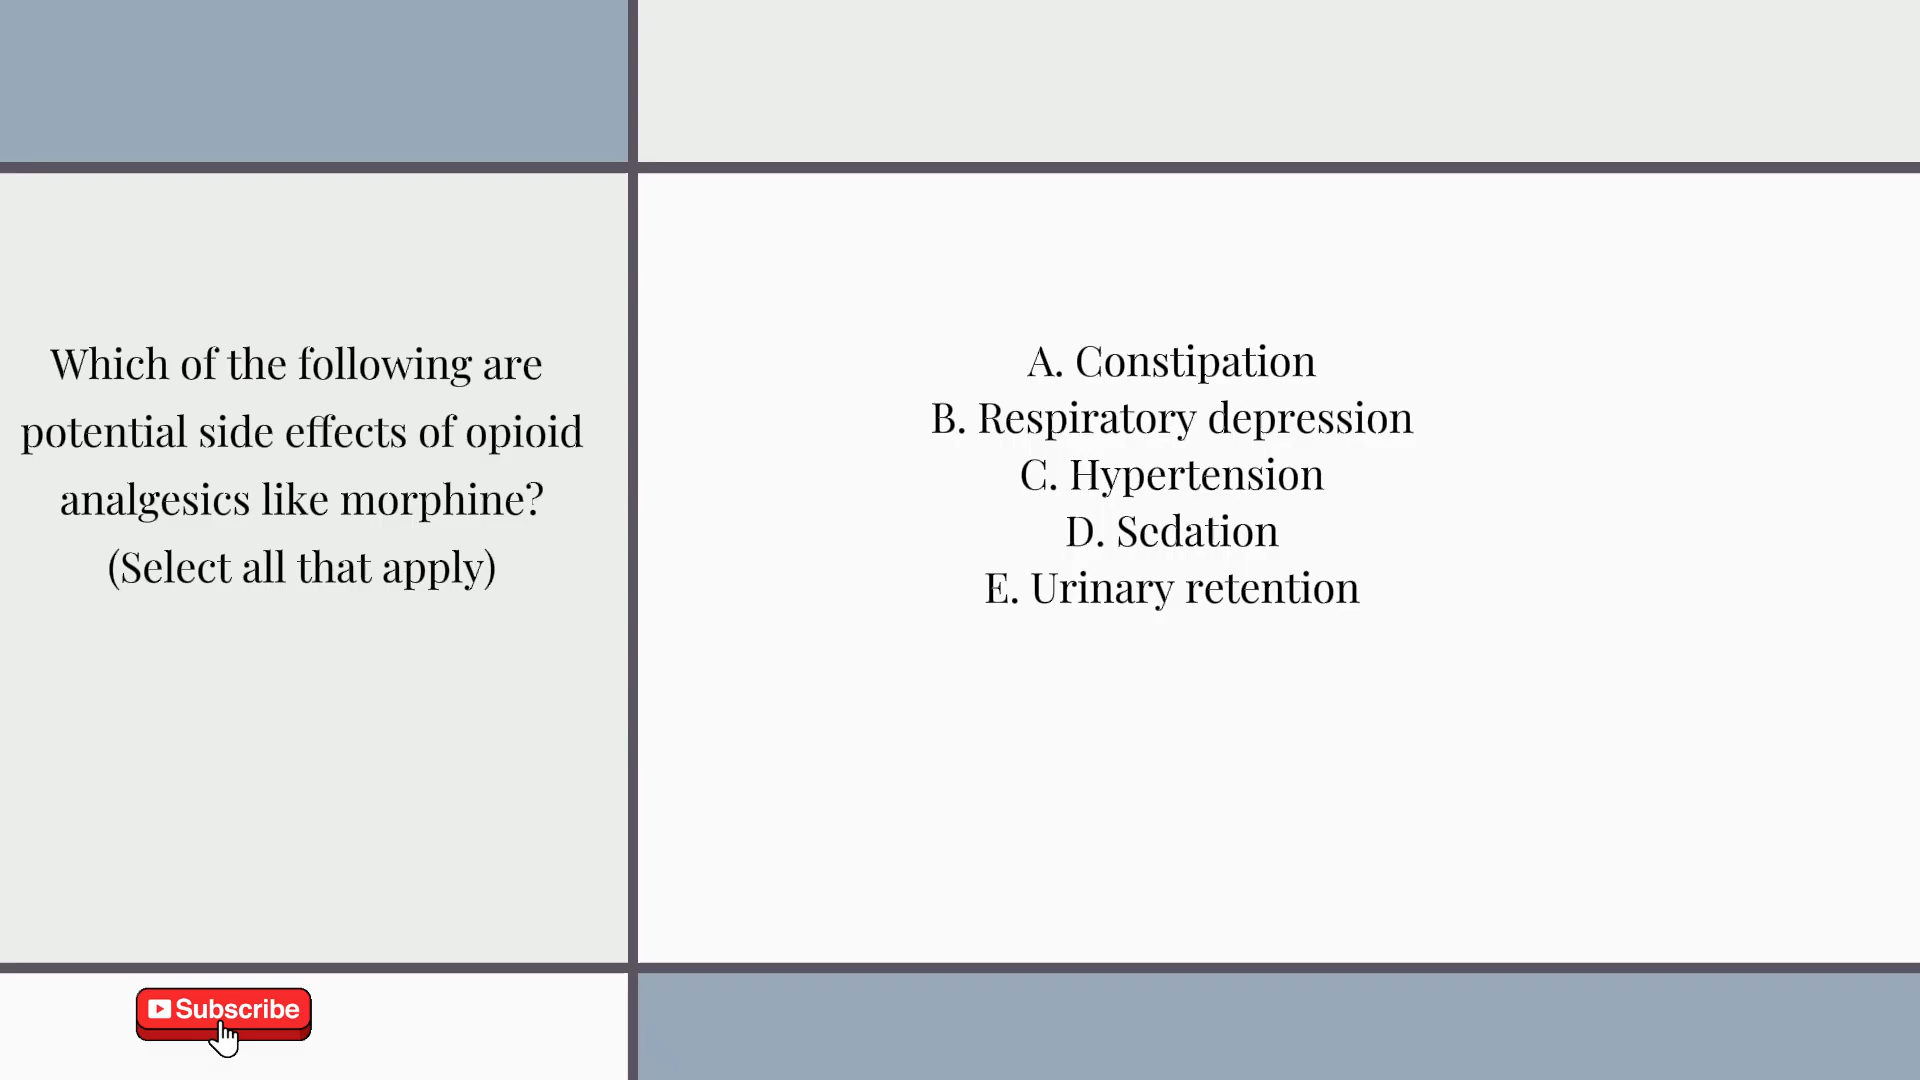 Which of the following are
potential side effects of opioid
analgesics like morphine?
(Select all that apply)
A. Constipation
B. Respiratory depression
C. Hypertension
D. Sedation
E. Urinary retention
Subscribe